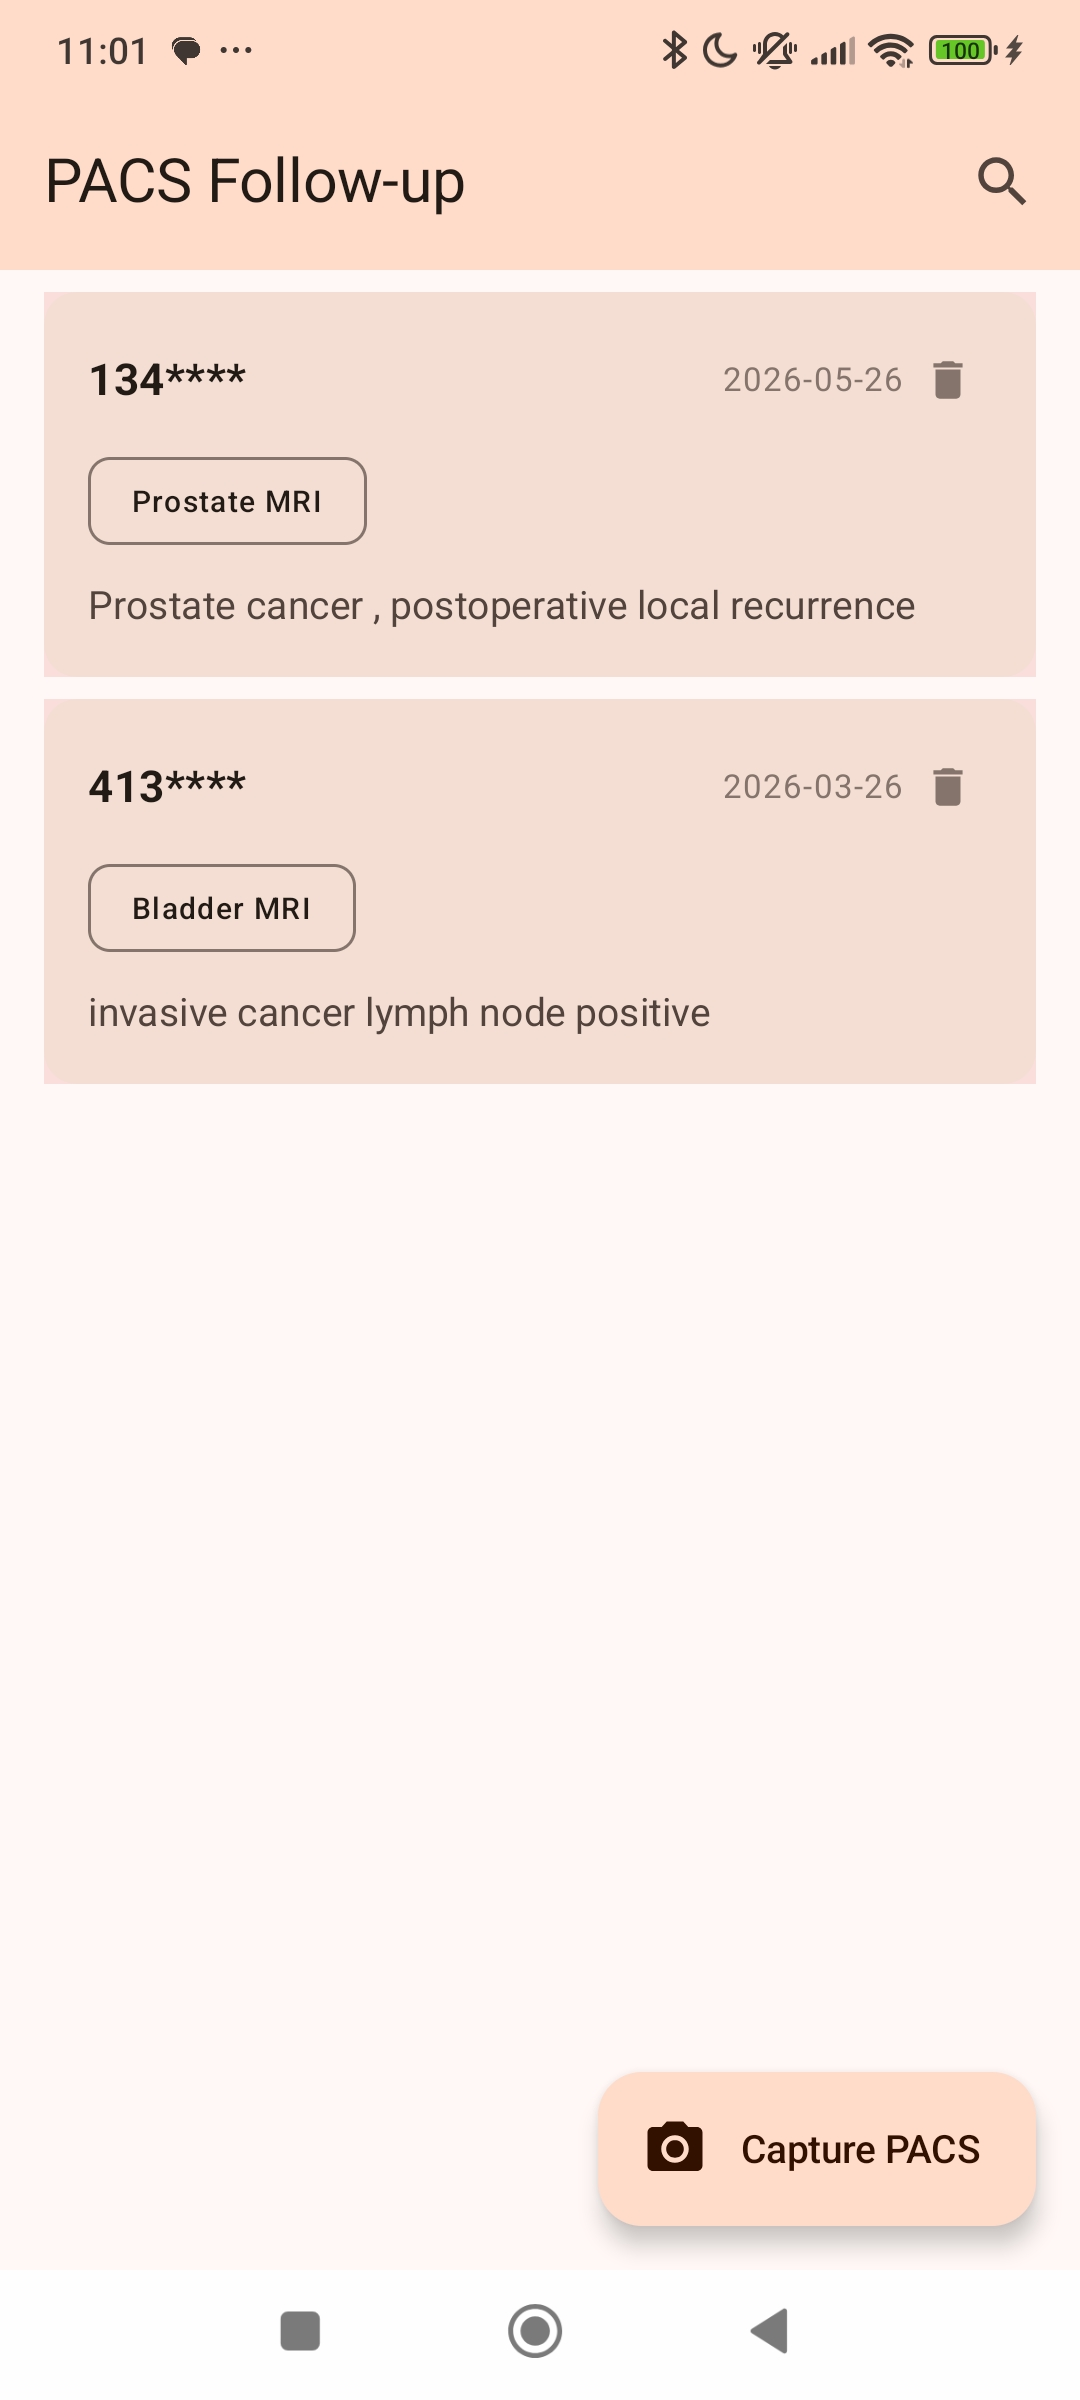 11:01
100
PACS Follow-up
134****
2026-05-26
Prostate MRI
Prostate cancer , postoperative local recurrence
413****
2026-03-26
Bladder MRI
invasive cancer lymph node positive
Capture PACS